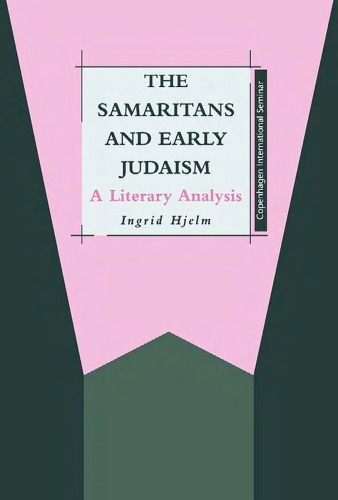 THE
SAMARITANS
AND EARLY
JUDAISM
A Literary Analysis
Ingrid Hjelm
Copenhagen International Seminar